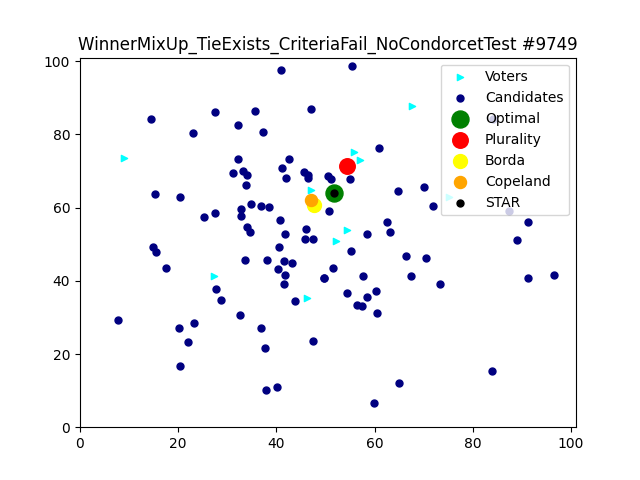 WinnerMixUp_TieExists_CriteriaFail_NoCondorcetTest #9749
100
80
60
40
20
0
0 20 40 60 80 100
Voters
Candidates
Optimal
Plurality
Borda
Copeland
STAR